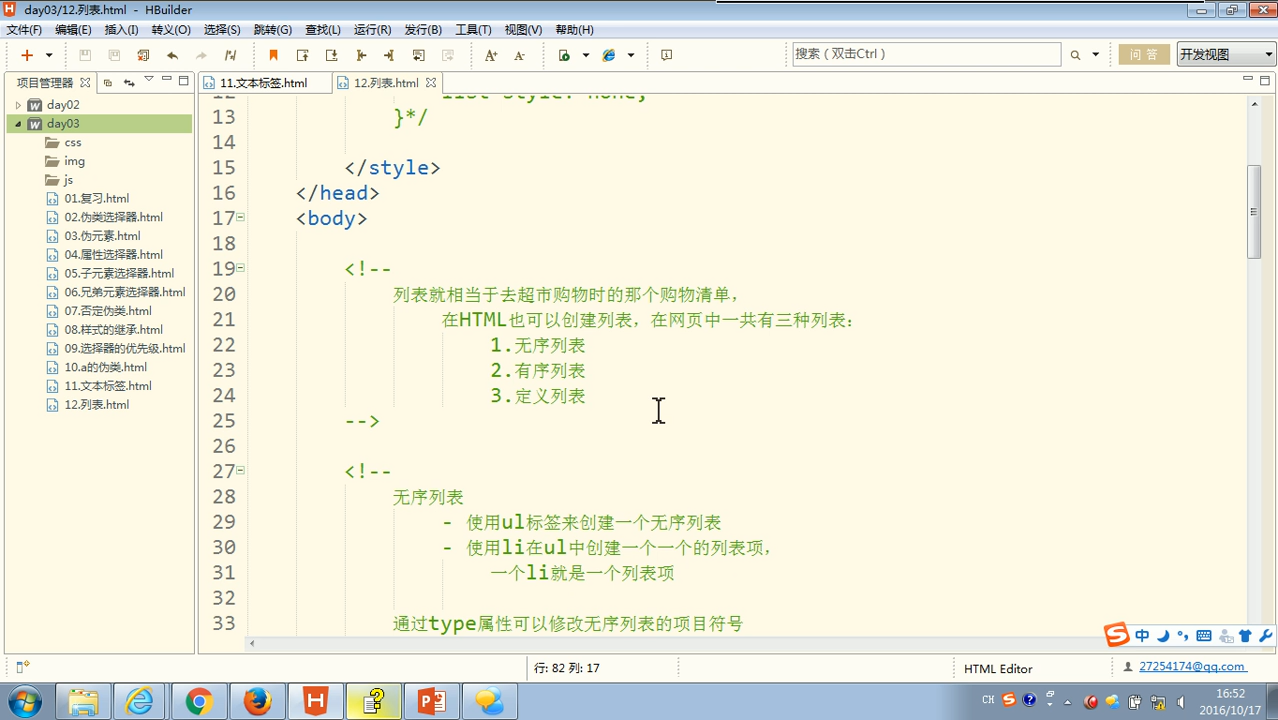 day03/12.列表.html - HBuilder
文件(F) 编辑(E) 插入(I) 转义(O) 选择(S) 跳转(G) 查找(L) 运行(R) 发行(B) 工具(T) 视图(V) 帮助(H)
搜索（双击Ctrl） 问 答 开发视图
项目管理器
11.文本标签.html 12.列表.html
day02
day03
css
img
js
01.复习.html
02.伪类选择器.html
03.伪元素.html
04.属性选择器.html
05.子元素选择器.html
06.兄弟元素选择器.html
07.否定伪类.html
08.样式的继承.html
09.选择器的优先级.html
10.a的伪类.html
11.文本标签.html
12.列表.html
12 list-style: none;
13 }*/
14
15 </style>
16 </head>
17 <body>
18
19 <!--
20 列表就相当于去超市购物时的那个购物清单，
21 在HTML也可以创建列表，在网页中一共有三种列表：
22 1.无序列表
23 2.有序列表
24 3.定义列表
25 -->
26
27 <!--
28 无序列表
29 - 使用ul标签来创建一个无序列表
30 - 使用li在ul中创建一个一个的列表项，
31 一个li就是一个列表项
32
33 通过type属性可以修改无序列表的项目符号
中
行: 82 列: 17 HTML Editor 27254174@qq.com
CH 16:52
2016/10/17